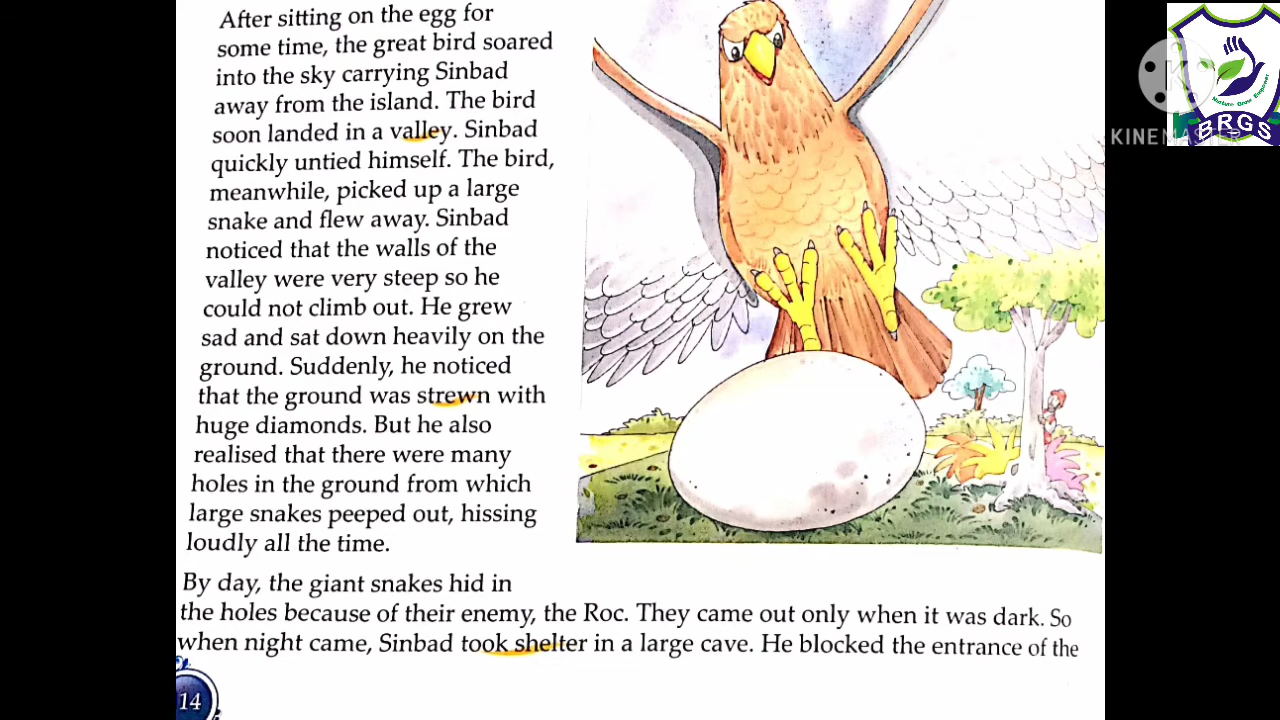 After sitting on the egg for
some time, the great bird soared
into the sky carrying Sinbad
away from the island. The bird
soon landed in a valley. Sinbad
quickly untied himself. The bird,
meanwhile, picked up a large
snake and flew away. Sinbad
noticed that the walls of the
valley were very steep so he
could not climb out. He grew
sad and sat down heavily on the
ground. Suddenly, he noticed
that the ground was strewn with
huge diamonds. But he also
realised that there were many
holes in the ground from which
large snakes peeped out, hissing
loudly all the time.
By day, the giant snakes hid in
the holes because of their enemy, the Roc. They came out only when it was dark. So
when night came, Sinbad took shelter in a large cave. He blocked the entrance of the
14
Nurture Grow Empower
BRGS
KINEMASTER